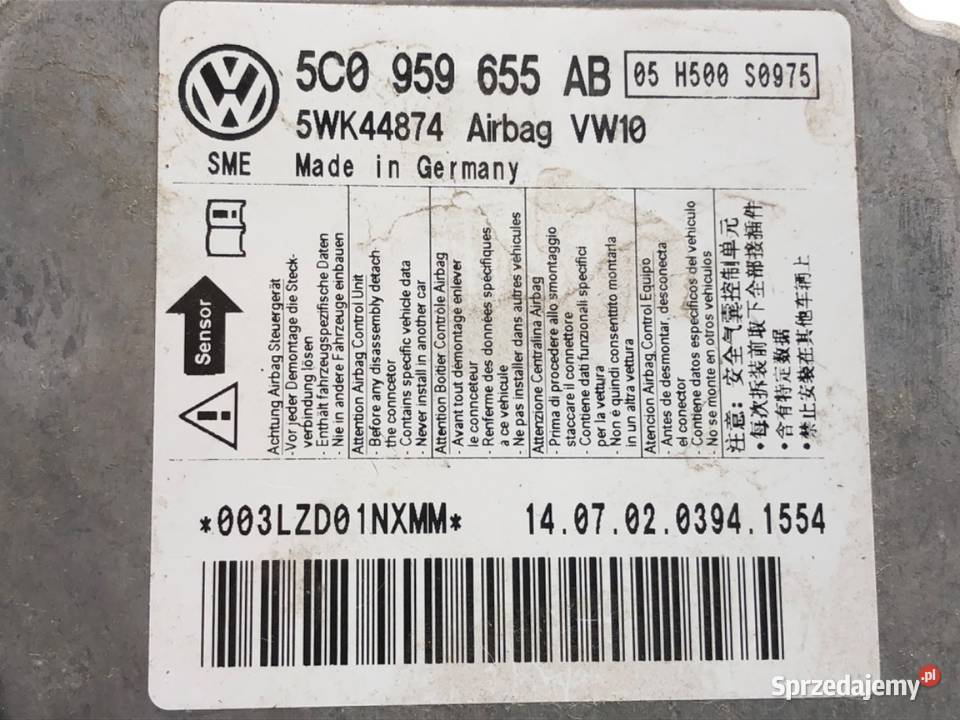 5C0 959 655 AB
05 H500 S0975
5WK44874 Airbag VW10
SME
Made in Germany
Sensor
Achtung Airbag Steuergerät
-Vor jeder Demontage die Steck-
verbindung lösen
- Enthält fahrzeugspezifische Daten
- Nie in andere Fahrzeuge einbauen
Attention Airbag Control Unit
- Before any disassembly detach
the conncetor
- Contains specific vehicle data
Never install in another car
Attention Boîtier Contrôle Airbag
- Avant tout démontage enlever
le connceteur
- Renferme des données specifiques
a ce vehicule
Ne pas installer dans autres vehicules
Attenzione Centralina Airbag
- Prima di procedere allo smontaggio
staccare il connettore
- Contiene dati funzionali specifici
per la vettura
Non é quindi consentito montarla
in un altra vettura
Atencion Airbag Control Equipo
- Antes de desmontar, desconecta
el conector
- Contiene datos específicos del vehiculo
- No se monte en otros vehículos
注意：安全气囊控制单元
•每次拆装前取下全部接插件
•含有特定数据
•禁止安装在其他车辆上
*003LZD01NXMM*
14.07.02.0394.1554
Sprzedajemy.pl